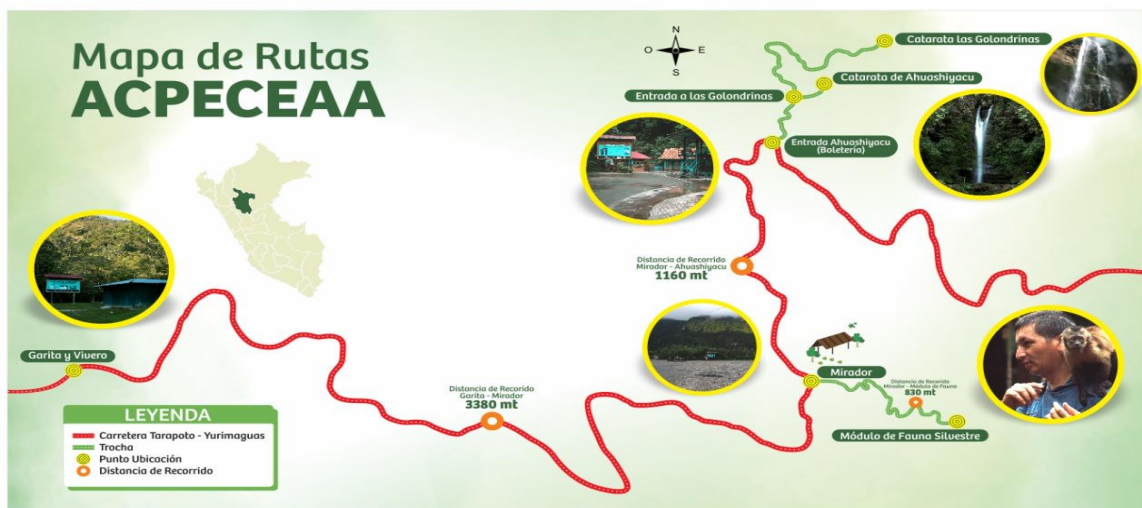 Mapa de Rutas
ACPECEAA
N
O
E
S
Catarata las Golondrinas
Catarata de Ahuashiyacu
Entrada a las Golondrinas
Entrada Ahuashiyacu
(Boletería)
Distancia de Recorrido
Mirador - Ahuashiyacu
1160 mt
Garita y Vivero
Mirador
Distancia de Recorrido
Mirador - Módulo de Fauna
830 mt
Distancia de Recorrido
Garita - Mirador
3380 mt
Módulo de Fauna Silvestre
LEYENDA
Carretera Tarapoto - Yurimaguas
Trocha
Punto Ubicación
Distancia de Recorrido